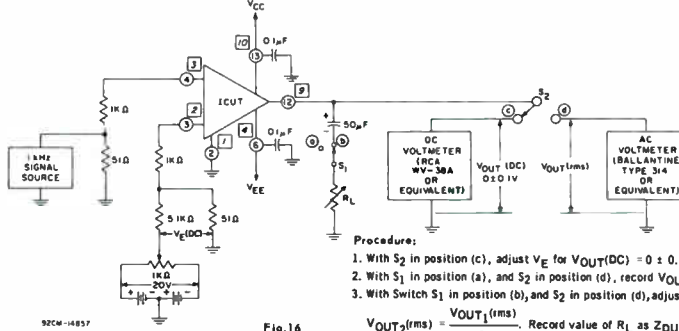 VCC
10
0.1µF
13
3
4
ICUT
9
12
S2
2
3
1KΩ
1
2
4
6
0.1µF
VEE
+
50µF
-
a
b
S1
RL
c
d
DC
VOLTMETER
(RCA
WV-38A
OR
EQUIVALENT)
VOUT (DC)
0±0.1V
VOUT(rms)
AC
VOLTMETER
(BALLANTINE
TYPE 314
OR
EQUIVALENT)
1 kHz
SIGNAL
SOURCE
51Ω
1KΩ
5.1KΩ
51Ω
VE(DC)
1KΩ
20V
+ - + -
92CM-14857
Fig.16
Procedure:
1. With S2 in position (c), adjust VE for VOUT(DC) = 0 ± 0.
2. With S1 in position (a), and S2 in position (d), record
3. With Switch S1 in position (b), and S2 in position (d),
VOUT2(rms) = VOUT1(rms) . Record value of RL as